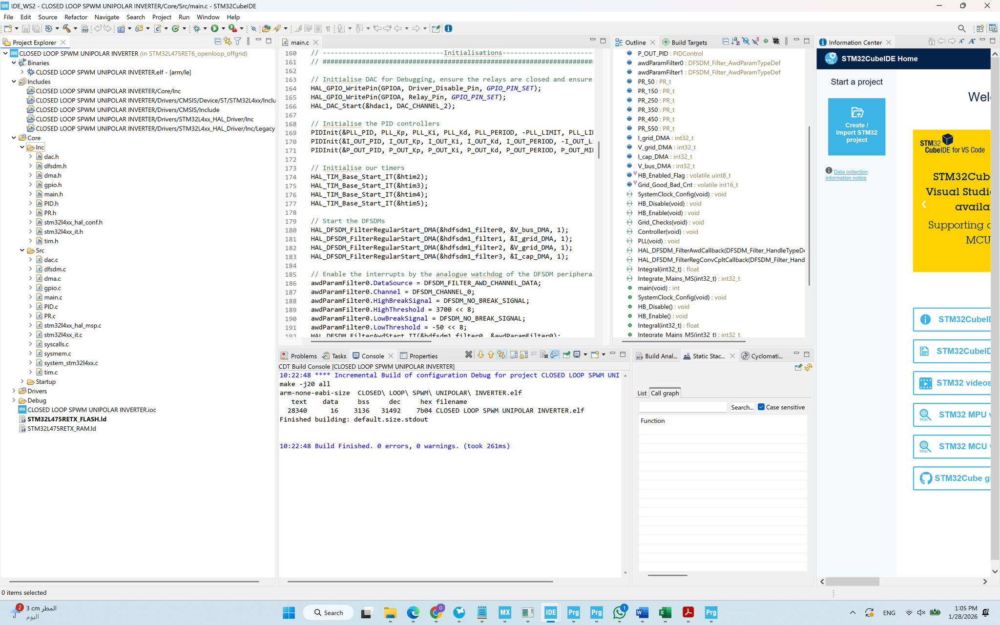 IDE_WS2 - CLOSED LOOP SPWM UNIPOLAR INVERTER/Core/Src/main.c - STM32CubeIDE
File Edit Source Refactor Navigate Search Project Run Window Help
Project Explorer
CLOSED LOOP SPWM UNIPOLAR INVERTER (in STM32L475RET6_openloop_offgrid)
Binaries
CLOSED LOOP SPWM UNIPOLAR INVERTER.elf - [arm/le]
Includes
CLOSED LOOP SPWM UNIPOLAR INVERTER/Core/Inc
CLOSED LOOP SPWM UNIPOLAR INVERTER/Drivers/CMSIS/Device/ST/STM32L4xx/Inclu
CLOSED LOOP SPWM UNIPOLAR INVERTER/Drivers/CMSIS/Include
CLOSED LOOP SPWM UNIPOLAR INVERTER/Drivers/STM32L4xx_HAL_Driver/Inc
CLOSED LOOP SPWM UNIPOLAR INVERTER/Drivers/STM32L4xx_HAL_Driver/Inc/Legacy
Core
Inc
dac.h
dfsdm.h
dma.h
gpio.h
main.h
PID.h
PR.h
stm32l4xx_hal_conf.h
stm32l4xx_it.h
tim.h
Src
dac.c
dfsdm.c
dma.c
gpio.c
main.c
PID.c
PR.c
stm32l4xx_hal_msp.c
stm32l4xx_it.c
syscalls.c
sysmem.c
system_stm32l4xx.c
tim.c
Startup
Drivers
Debug
CLOSED LOOP SPWM UNIPOLAR INVERTER.ioc
STM32L475RETX_FLASH.ld
STM32L475RETX_RAM.ld
main.c
160 // -------------------------------Initialisations-----------------------
161 // ######################################################################
162
163 // Initialise DAC for Debugging, ensure the relays are closed and ensure
164 HAL_GPIO_WritePin(GPIOA, Driver_Disable_Pin, GPIO_PIN_SET);
165 HAL_GPIO_WritePin(GPIOA, Relay_Pin, GPIO_PIN_SET);
166 HAL_DAC_Start(&hdac1, DAC_CHANNEL_2);
167
168 // Initialise the PID controllers
169 PIDInit(&PLL_PID, PLL_Kp, PLL_Ki, PLL_Kd, PLL_PERIOD, -PLL_LIMIT, PLL_LI
170 PIDInit(&I_OUT_PID, I_OUT_Kp, I_OUT_Ki, I_OUT_Kd, I_OUT_PERIOD, -I_OUT_L
171 PIDInit(&P_OUT_PID, P_OUT_Kp, P_OUT_Ki, P_OUT_Kd, P_OUT_PERIOD, P_OUT_MI
172
173 // Initialise our timers
174 HAL_TIM_Base_Start_IT(&htim2);
175 HAL_TIM_Base_Start_IT(&htim3);
176 HAL_TIM_Base_Start_IT(&htim4);
177 HAL_TIM_Base_Start_IT(&htim5);
178
179 // Start the DFSDMs
180 HAL_DFSDM_FilterRegularStart_DMA(&hdfsdm1_filter0, &V_bus_DMA, 1);
181 HAL_DFSDM_FilterRegularStart_DMA(&hdfsdm1_filter1, &I_grid_DMA, 1);
182 HAL_DFSDM_FilterRegularStart_DMA(&hdfsdm1_filter2, &V_grid_DMA, 1);
183 HAL_DFSDM_FilterRegularStart_DMA(&hdfsdm1_filter3, &I_cap_DMA, 1);
184
185 // Enable the interrupts by the analogue watchdog of the DFSDM periphera
186 awdParamFilter0.DataSource = DFSDM_FILTER_AWD_CHANNEL_DATA;
187 awdParamFilter0.Channel = DFSDM_CHANNEL_0;
188 awdParamFilter0.HighBreakSignal = DFSDM_NO_BREAK_SIGNAL;
189 awdParamFilter0.HighThreshold = 3700 << 8;
190 awdParamFilter0.LowBreakSignal = DFSDM_NO_BREAK_SIGNAL;
191 awdParamFilter0.LowThreshold = -50 << 8;
192 HAL_DFSDM_FilterAwdStart_IT(&hdfsdm1_filter0, &awdParamFilter0);
Outline Build Targets
P_OUT_PID : PIDControl
awdParamFilter0 : DFSDM_Filter_AwdParamTypeDef
awdParamFilter1 : DFSDM_Filter_AwdParamTypeDef
PR_50 : PR_t
PR_150 : PR_t
PR_250 : PR_t
PR_350 : PR_t
PR_450 : PR_t
PR_550 : PR_t
I_grid_DMA : int32_t
V_grid_DMA : int32_t
I_cap_DMA : int32_t
V_bus_DMA : int32_t
HB_Enabled_Flag : volatile uint8_t
Grid_Good_Bad_Cnt : volatile int16_t
SystemClock_Config(void) : void
HB_Disable(void) : void
HB_Enable(void) : void
Grid_Checks(void) : void
Controller(void) : void
PLL(void) : void
HAL_DFSDM_FilterAwdCallback(DFSDM_Filter_HandleTypeD
HAL_DFSDM_FilterRegConvCpltCallback(DFSDM_Filter_Hand
Integral(int32_t) : float
Integrate_Mains_MS(int32_t) : int32_t
main(void) : int
SystemClock_Config(void) : void
HB_Disable() : void
HB_Enable() : void
Integral(int32_t) : float
Integrate_Mains_MS(int32_t) : int32_t
Problems Tasks Console Properties
CDT Build Console [CLOSED LOOP SPWM UNIPOLAR INVERTER]
10:22:48 **** Incremental Build of configuration Debug for project CLOSED LOOP SPWM UNI
make -j20 all
arm-none-eabi-size  CLOSED\ LOOP\ SPWM\ UNIPOLAR\ INVERTER.elf
text data bss dec hex filename
28340 16 3136 31492 7b04 CLOSED LOOP SPWM UNIPOLAR INVERTER.elf
Finished building: default.size.stdout
10:22:48 Build Finished. 0 errors, 0 warnings. (took 261ms)
Build Anal... Static Stac... Cyclomati...
List Call graph
Search... Case sensitive
Function
Information Center
STM32CubeIDE Home
Start a project
Create /
Import STM32
project
Data collection
information notice
Wel
STM32
CubeIDE for VS Code
STM32Cub
Visual Studi
availa
Supporting
MCU
STM32CubeI
STM32CubeI
STM32 videos
Wiki STM32 MPU
Wiki STM32 MCU
STM32Cube gi
0 items selected
2
3 cm المطر
اليوم
Search
MX
IDE
Prg
Prg
1
Prg
ENG
1:05 PM
1/28/2026